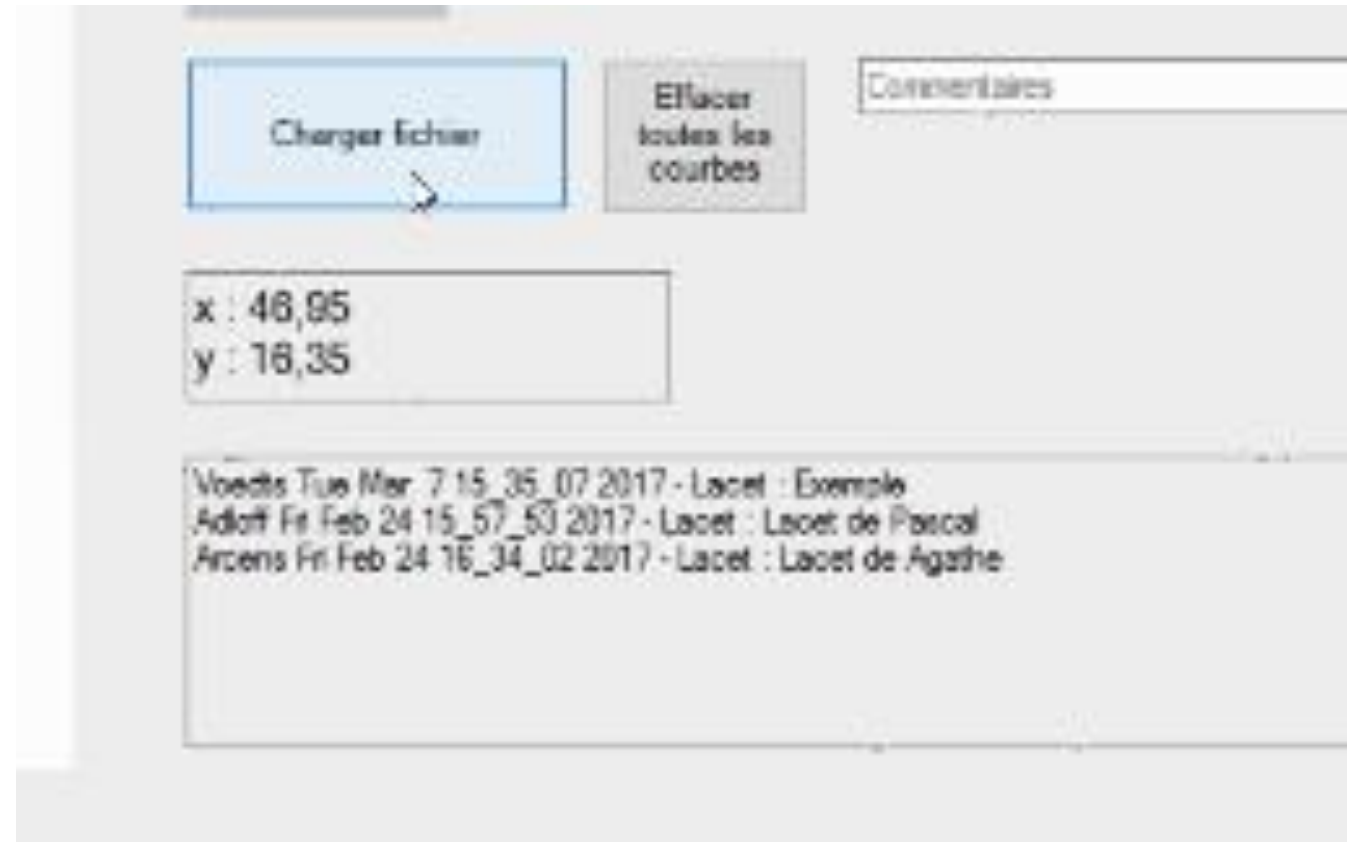 Charger fichier
Effacer
toutes les
courbes
Commentaires
x : 46,95
y : 16,35
Voedts Tue Mar 7 15_35_07 2017 - Lacet : Exemple
Adloff Fri Feb 24 15_57_53 2017 - Lacet : Lacet de Pascal
Arcens Fri Feb 24 16_34_02 2017 - Lacet : Lacet de Agathe